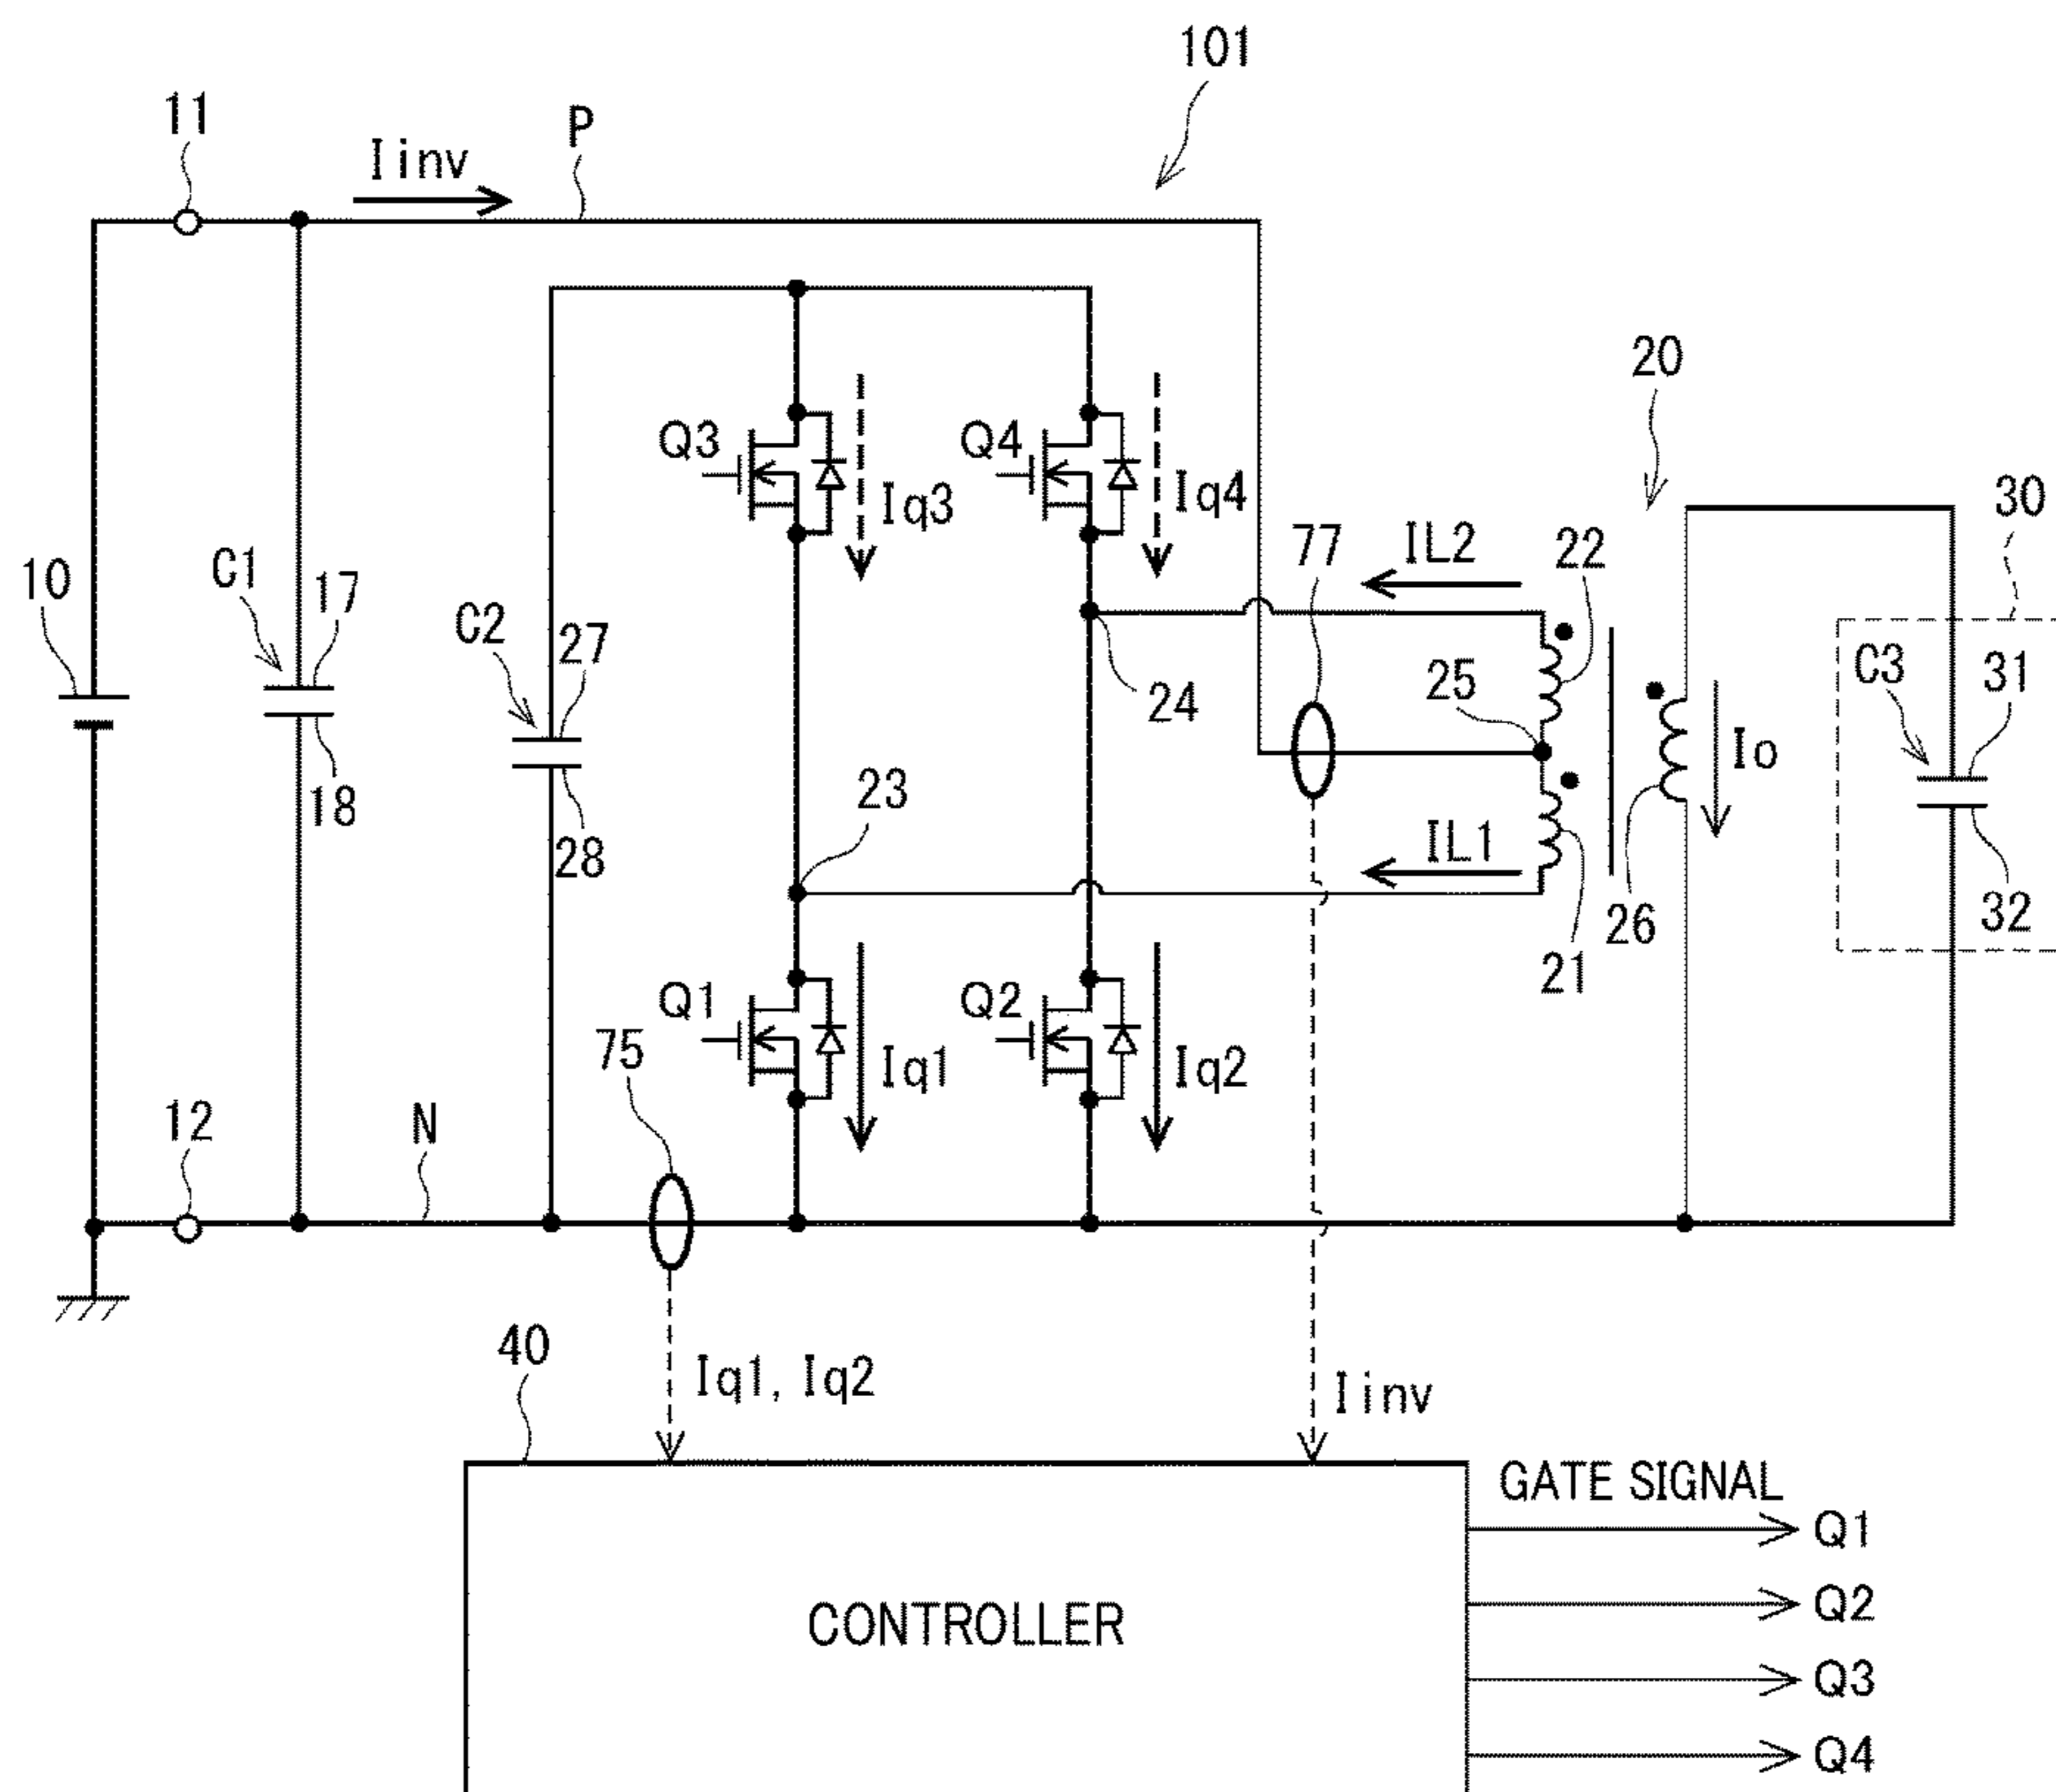 101
11
Iinv
P
20
Q3
Iq3
Q4
Iq4
30
77
IL2
22
10
C1
17
C2
27
25
C3
31
24
Io
23
18
28
IL1
26
32
21
Q1
Iq1
Q2
Iq2
75
12
N
40
Iq1, Iq2
Iinv
GATE SIGNAL
Q1
CONTROLLER
Q2
Q3
Q4